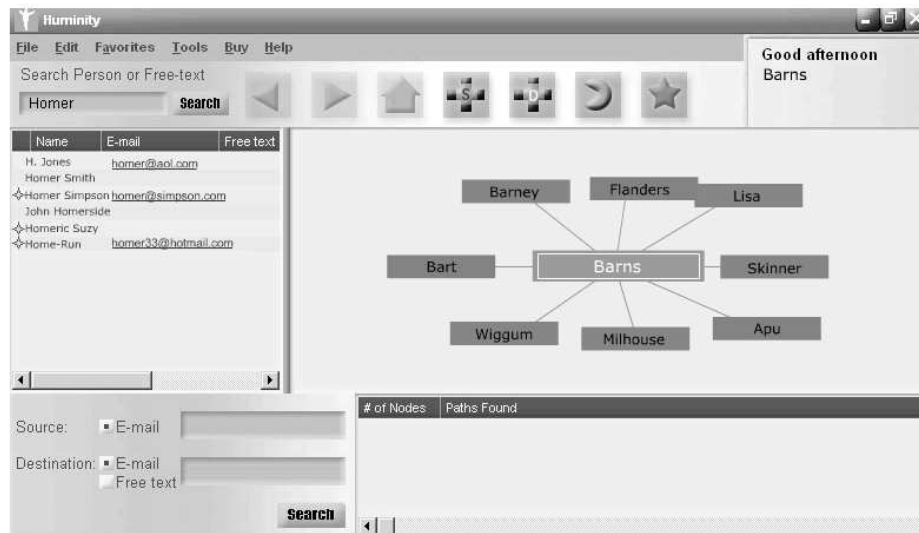 Huminity
File Edit Favorites Tools Buy Help
Good afternoon
Barns
Search Person or Free-text
Homer Search
S D
Name E-mail Free text
H. Jones homer@aol.com
Homer Smith
Homer Simpson homer@simpson.com
John Homerside
Homeric Suzy
Home-Run homer33@hotmail.com
Barney Flanders Lisa
Bart Barns Skinner
Wiggum Milhouse Apu
# of Nodes Paths Found
Source: E-mail
Destination: E-mail
Free text
Search